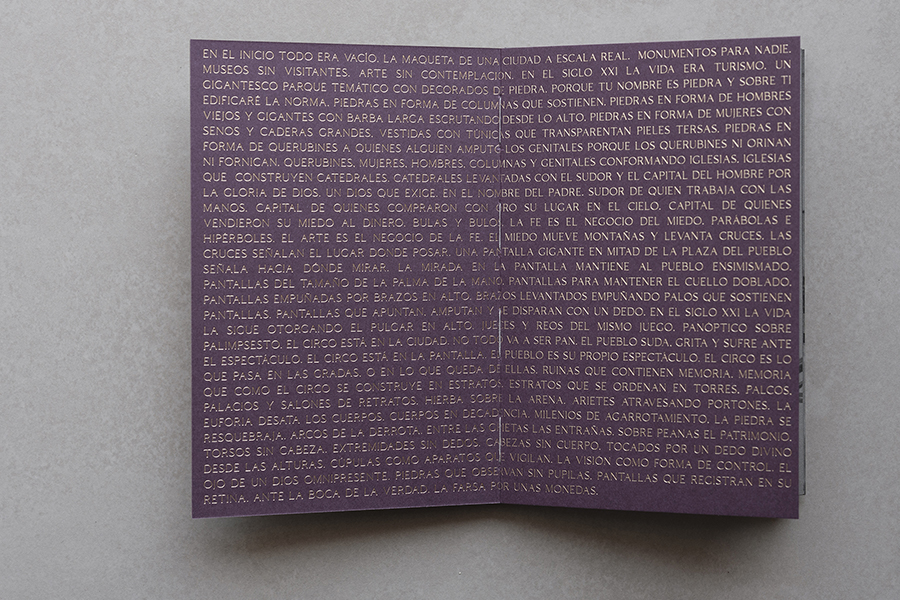 EN EL INICIO TODO ERA VACÍO. LA MAQUETA DE UNA CIUDAD A ESCALA REAL. MONUMENTOS PARA NADIE.
MUSEOS SIN VISITANTES. ARTE SIN CONTEMPLACIÓN. EN EL SIGLO XXI LA VIDA ERA TURISMO. UN
GIGANTESCO PARQUE TEMÁTICO CON DECORADOS DE PIEDRA. PORQUE TU NOMBRE ES PIEDRA Y SOBRE TI
EDIFICARÉ LA NORMA. PIEDRAS EN FORMA DE COLUMNAS QUE SOSTIENEN. PIEDRAS EN FORMA DE HOMBRES
VIEJOS Y GIGANTES CON BARBA LARGA ESCRUTANDO DESDE LO ALTO. PIEDRAS EN FORMA DE MUJERES CON
SENOS Y CADERAS GRANDES. VESTIDAS CON TÚNICAS QUE TRANSPARENTAN PIELES TERSAS. PIEDRAS EN
FORMA DE QUERUBINES A QUIENES ALGUIEN AMPUTÓ LOS GENITALES PORQUE LOS QUERUBINES NI ORINAN
NI FORNICAN. QUERUBINES, MUJERES, HOMBRES, COLUMNAS Y GENITALES CONFORMANDO IGLESIAS. IGLESIAS
QUE CONSTRUYEN CATEDRALES. CATEDRALES LEVANTADAS CON EL SUDOR Y EL CAPITAL DEL HOMBRE POR
LA GLORIA DE DIOS. UN DIOS QUE EXIGE. EN EL NOMBRE DEL PADRE. SUDOR DE QUIEN TRABAJA CON LAS
MANOS. CAPITAL DE QUIENES COMPRARON CON ORO SU LUGAR EN EL CIELO. CAPITAL DE QUIENES
VENDIERON SU MIEDO AL DINERO. BULAS Y BULOS. LA FE ES EL NEGOCIO DEL MIEDO. PARÁBOLAS E
HIPÉRBOLES. EL ARTE ES EL NEGOCIO DE LA FE. EL MIEDO MUEVE MONTAÑAS Y LEVANTA CRUCES. LAS
CRUCES SEÑALAN EL LUGAR DONDE POSAR. UNA PANTALLA GIGANTE EN MITAD DE LA PLAZA DEL PUEBLO
SEÑALA HACIA DÓNDE MIRAR. LA MIRADA EN LA PANTALLA MANTIENE AL PUEBLO ENSIMISMADO.
PANTALLAS DEL TAMAÑO DE LA PALMA DE LA MANO. PANTALLAS PARA MANTENER EL CUELLO DOBLADO.
PANTALLAS EMPUÑADAS POR BRAZOS EN ALTO. BRAZOS LEVANTADOS EMPUÑANDO PALOS QUE SOSTIENEN
PANTALLAS. PANTALLAS QUE APUNTAN, AMPUTAN Y SE DISPARAN CON UN DEDO. EN EL SIGLO XXI LA VIDA
LA SIGUE OTORGANDO EL PULGAR EN ALTO. JUECES Y REOS DEL MISMO JUEGO. PANÓPTICO SOBRE
PALIMPSESTO. EL CIRCO ESTÁ EN LA CIUDAD. NO TODO VA A SER PAN. EL PUEBLO SUDA, GRITA Y SUFRE ANTE
EL ESPECTÁCULO. EL CIRCO ESTÁ EN LA PANTALLA. EL PUEBLO ES SU PROPIO ESPECTÁCULO. EL CIRCO ES LO
QUE PASA EN LAS GRADAS. O EN LO QUE QUEDA DE ELLAS. RUINAS QUE CONTIENEN MEMORIA. MEMORIA
QUE COMO EL CIRCO SE CONSTRUYE EN ESTRATOS. ESTRATOS QUE SE ORDENAN EN TORRES, PALCOS,
PALACIOS Y SALONES DE RETRATOS. HIERBA SOBRE LA ARENA. ARIETES ATRAVESANDO PORTONES. LA
EUFORIA DESATA LOS CUERPOS. CUERPOS EN DECADENCIA. MILENIOS DE AGARROTAMIENTO. LA PIEDRA SE
RESQUEBRAJA. ARCOS DE LA DERROTA. ENTRE LAS GRIETAS LAS ENTRAÑAS. SOBRE PEANAS EL PATRIMONIO.
TORSOS SIN CABEZA. EXTREMIDADES SIN DEDOS. CABEZAS SIN CUERPO. TOCADOS POR UN DEDO DIVINO
DESDE LAS ALTURAS. CÚPULAS COMO APARATOS QUE VIGILAN. LA VISIÓN COMO FORMA DE CONTROL. EL
OJO DE UN DIOS OMNIPRESENTE. PIEDRAS QUE OBSERVAN SIN PUPILAS. PANTALLAS QUE REGISTRAN EN SU
RETINA. ANTE LA BOCA DE LA VERDAD. LA FARSA POR UNAS MONEDAS.